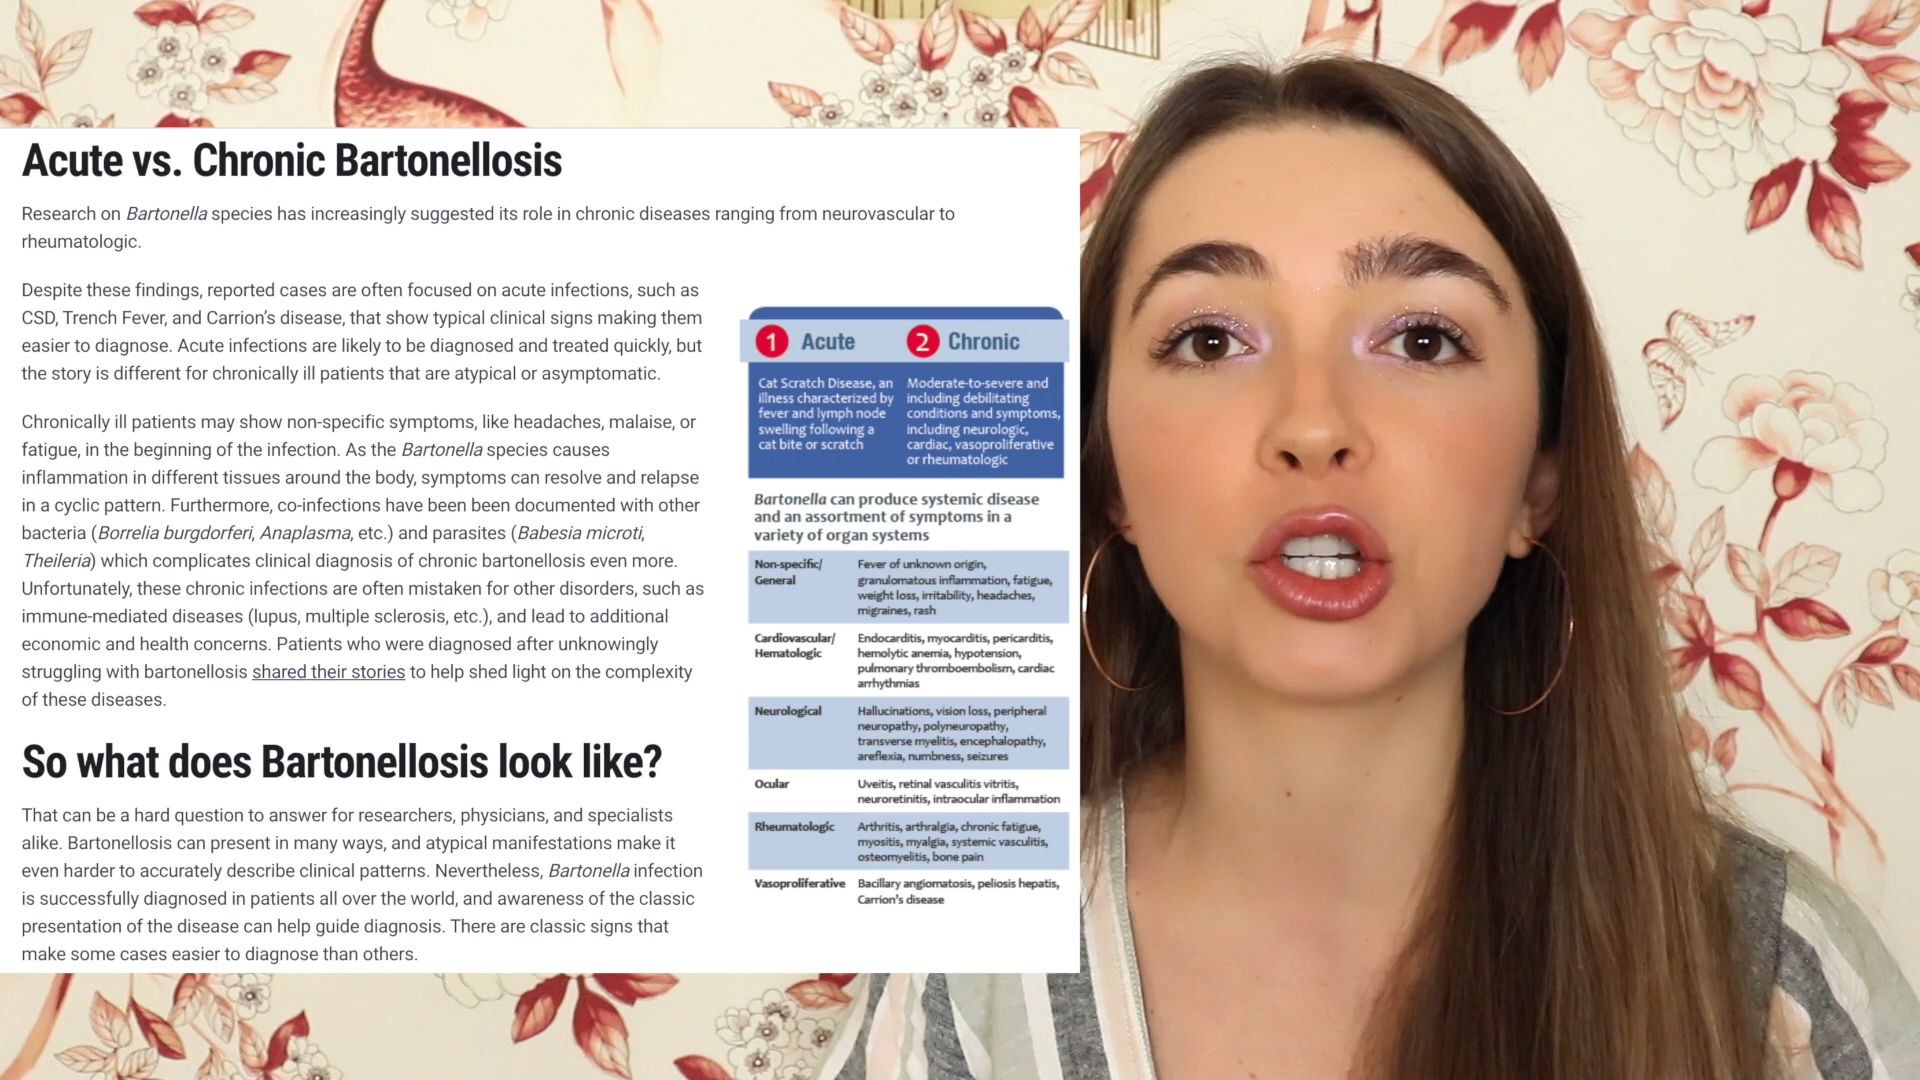 Acute vs. Chronic Bartonellosis
Research on Bartonella species has increasingly suggested its role in chronic diseases ranging from neurovascular to
rheumatologic.
Despite these findings, reported cases are often focused on acute infections, such as
CSD, Trench Fever, and Carrion's disease, that show typical clinical signs making them
easier to diagnose. Acute infections are likely to be diagnosed and treated quickly, but
the story is different for chronically ill patients that are atypical or asymptomatic.
Chronically ill patients may show non-specific symptoms, like headaches, malaise, or
fatigue, in the beginning of the infection. As the Bartonella species causes
inflammation in different tissues around the body, symptoms can resolve and relapse
in a cyclic pattern. Furthermore, co-infections have been been documented with other
bacteria (Borrelia burgdorferi, Anaplasma, etc.) and parasites (Babesia microti,
Theileria) which complicates clinical diagnosis of chronic bartonellosis even more.
Unfortunately, these chronic infections are often mistaken for other disorders, such as
immune-mediated diseases (lupus, multiple sclerosis, etc.), and lead to additional
economic and health concerns. Patients who were diagnosed after unknowingly
struggling with bartonellosis shared their stories to help shed light on the complexity
of these diseases.
So what does Bartonellosis look like?
That can be a hard question to answer for researchers, physicians, and specialists
alike. Bartonellosis can present in many ways, and atypical manifestations make it
even harder to accurately describe clinical patterns. Nevertheless, Bartonella infection
is successfully diagnosed in patients all over the world, and awareness of the classic
presentation of the disease can help guide diagnosis. There are classic signs that
make some cases easier to diagnose than others.
1 Acute
Cat Scratch Disease, an
illness characterized by
fever and lymph node
swelling following a
cat bite or scratch
2 Chronic
Moderate-to-severe and
including debilitating
conditions and symptoms,
including neurologic,
cardiac, vasoproliferative
or rheumatologic
Bartonella can produce systemic disease
and an assortment of symptoms in a
variety of organ systems
Non-specific/
General
Fever of unknown origin,
granulomatous inflammation, fatigue,
weight loss, irritability, headaches,
migraines, rash
Cardiovascular/
Hematologic
Endocarditis, myocarditis, pericarditis,
hemolytic anemia, hypotension,
pulmonary thromboembolism, cardiac
arrhythmias
Neurological
Hallucinations, vision loss, peripheral
neuropathy, polyneuropathy,
transverse myelitis, encephalopathy,
areflexia, numbness, seizures
Ocular
Uveitis, retinal vasculitis vitritis,
neuroretinitis, intraocular inflammation
Rheumatologic
Arthritis, arthralgia, chronic fatigue,
myositis, myalgia, systemic vasculitis,
osteomyelitis, bone pain
Vasoproliferative
Bacillary angiomatosis, peliosis hepatis,
Carrion's disease